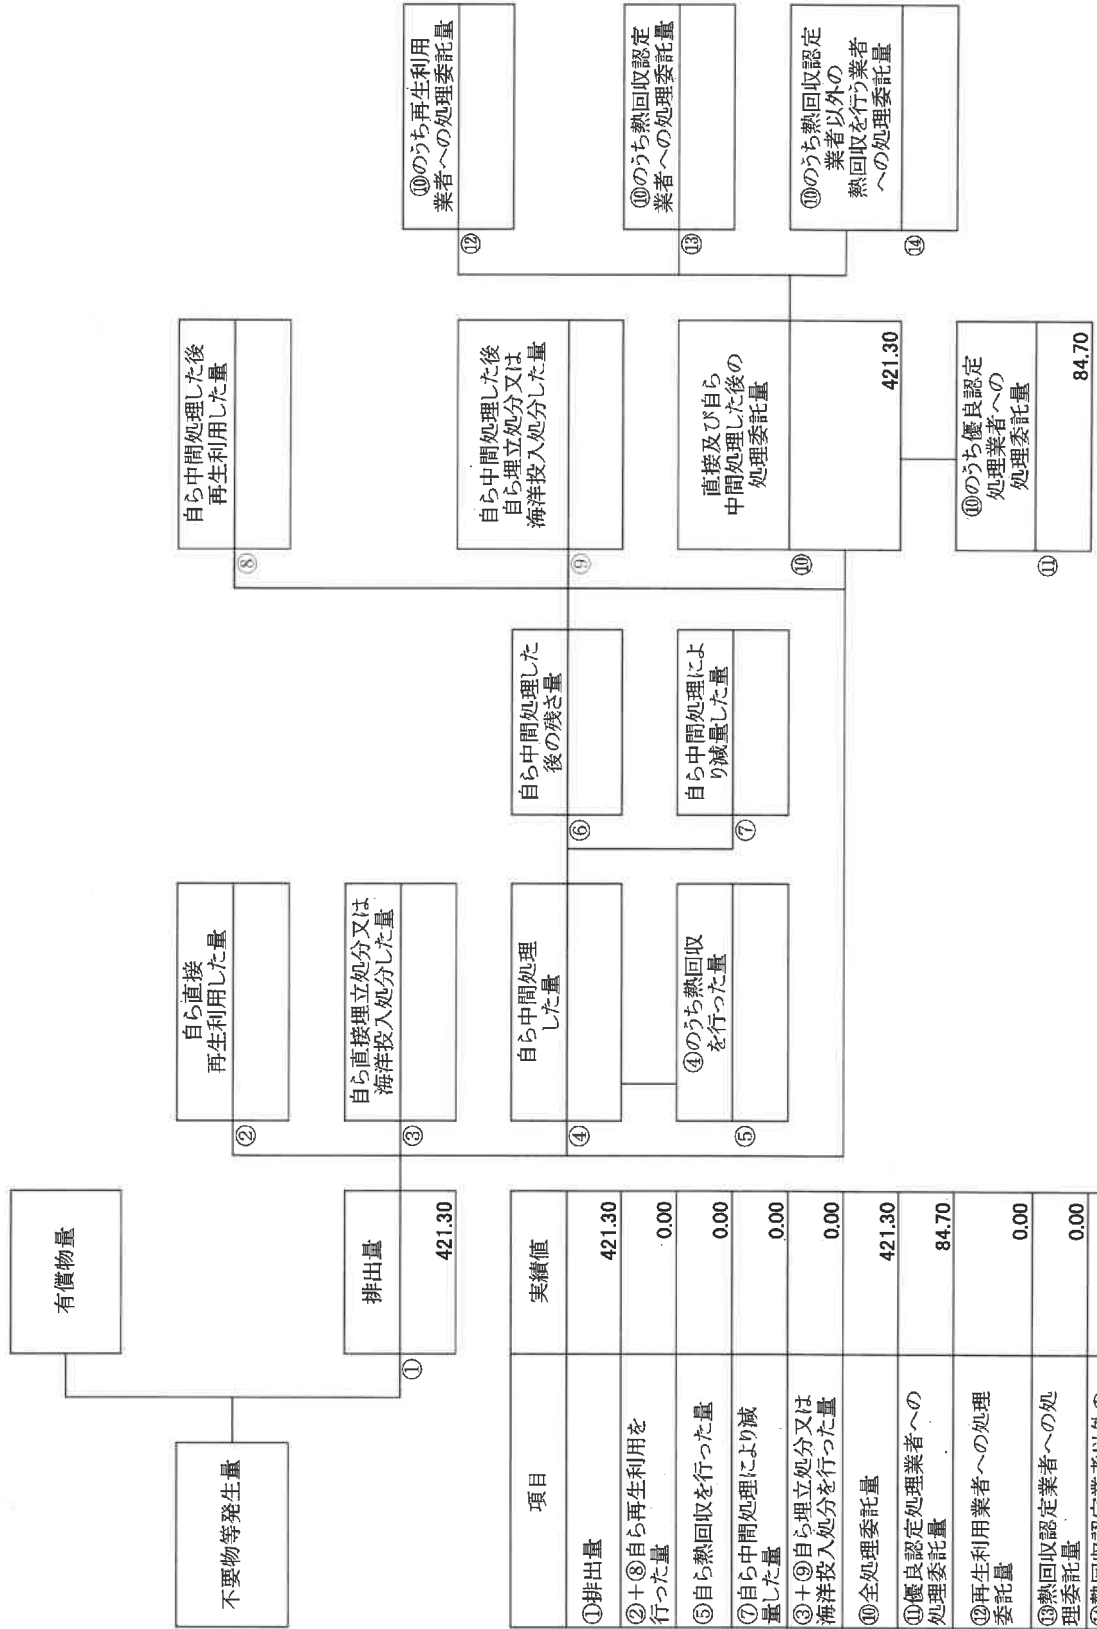 有償物量
不要物等発生量
排出量
①
421.30
自ら直接
再生利用した量
②
自ら直接埋立処分又は
海洋投入処分した量
③
自ら中間処理
した量
④
④のうち熱回収
を行った量
⑤
自ら中間処理した
後の残さ量
⑥
自ら中間処理によ
り減量した量
⑦
自ら中間処理した後
再生利用した量
⑧
自ら中間処理した後
自ら埋立処分又は
海洋投入処分した量
⑨
直接及び自ら
中間処理した後の
処理委託量
⑩
421.30
⑩のうち優良認定
処理業者への
処理委託量
⑪
84.70
⑩のうち再生利用
業者への処理委託量
⑫
⑩のうち熱回収認定
業者への処理委託量
⑬
⑩のうち熱回収認定
業者以外の
熱回収を行う業者
への処理委託量
⑭
項目 実績値
①排出量 421.30
②+⑧自ら再生利用を
行った量 0.00
⑤自ら熱回収を行った量 0.00
⑦自ら中間処理により減
量した量 0.00
③+⑨自ら埋立処分又は
海洋投入処分を行った量 0.00
⑩全処理委託量 421.30
⑪優良認定処理業者への
処理委託量 84.70
⑫再生利用業者への処理
委託量 0.00
⑬熱回収認定業者への処
理委託量 0.00